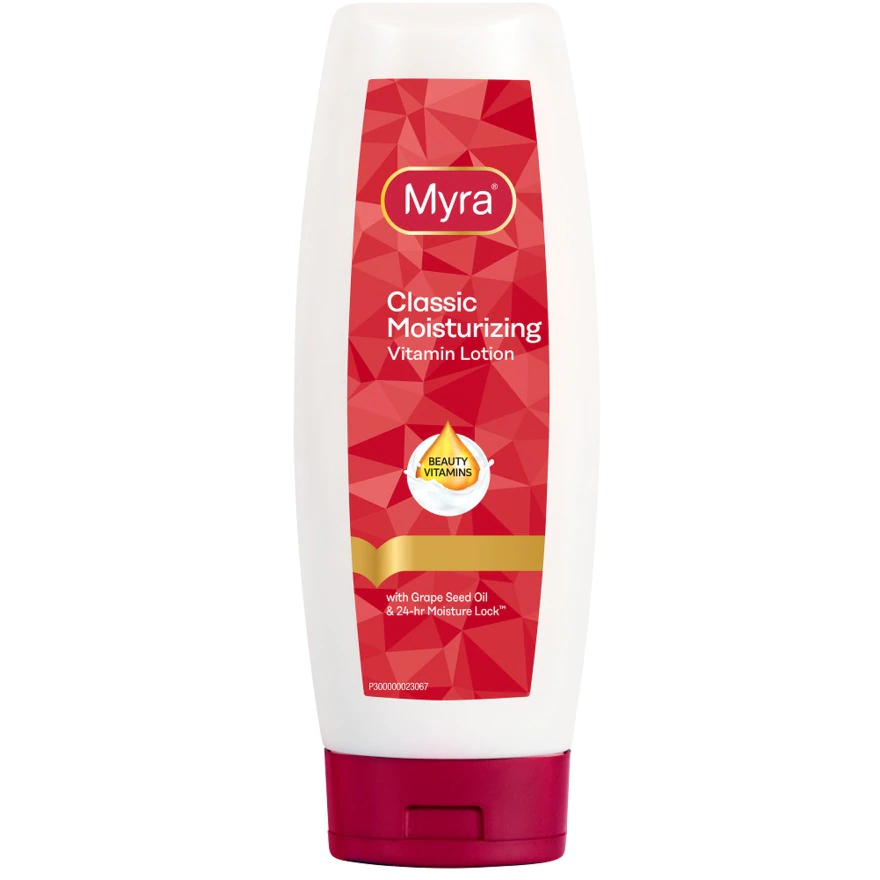 Myra®
Classic
Moisturizing
Vitamin Lotion
BEAUTY
VITAMINS
with Grape Seed Oil
& 24-hr Moisture Lock™
P300000023067